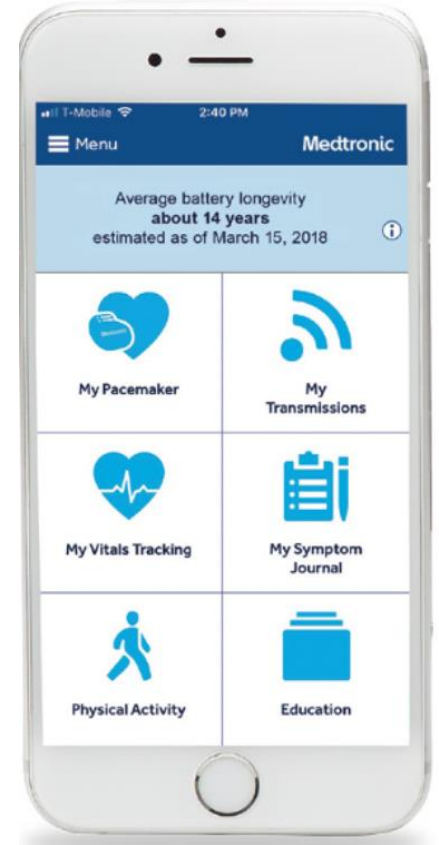 T-Mobile 2:40 PM
Menu Medtronic
Average battery longevity
about 14 years
estimated as of March 15, 2018
My Pacemaker
My
Transmissions
My Vitals Tracking
My Symptom
Journal
Physical Activity
Education